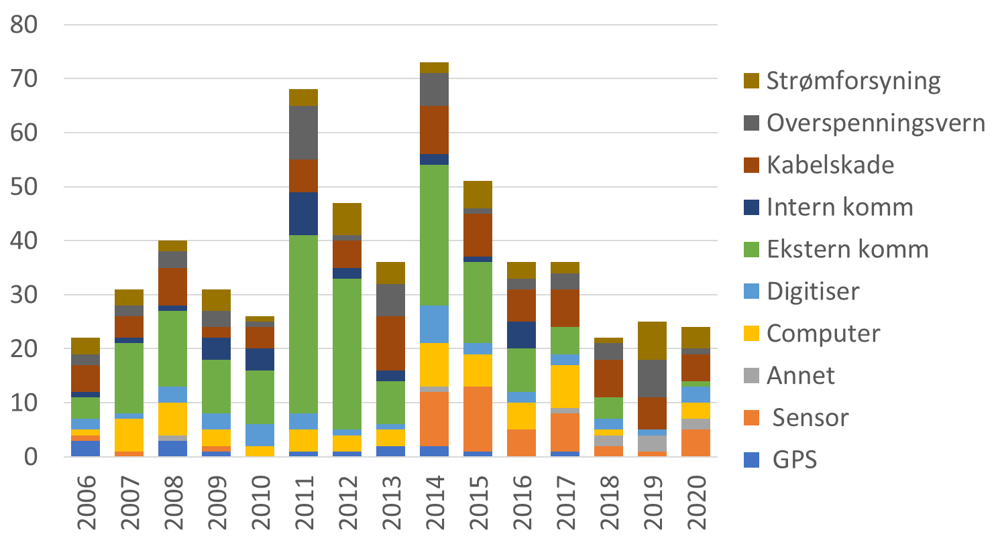 80
70
60
50
40
30
20
10
0
2006
2007
2008
2009
2010
2011
2012
2013
2014
2015
2016
2017
2018
2019
2020
Strømforsyning
Overspenningsvern
Kabelskade
Intern komm
Ekstern komm
Digitiser
Computer
Annet
Sensor
GPS